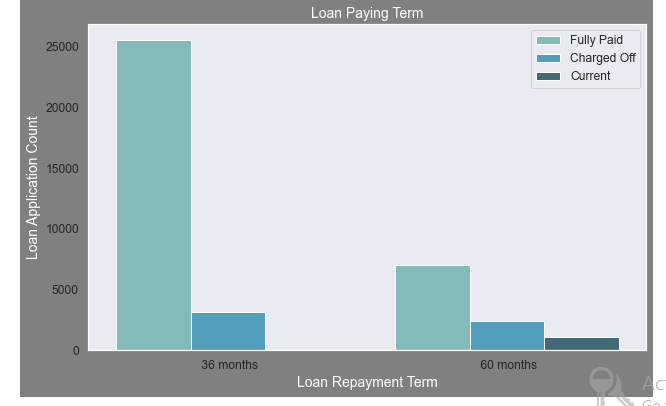 Loan Paying Term
Fully Paid
Charged Off
Current
Loan Application Count
25000
20000
15000
10000
5000
0
36 months
60 months
Loan Repayment Term